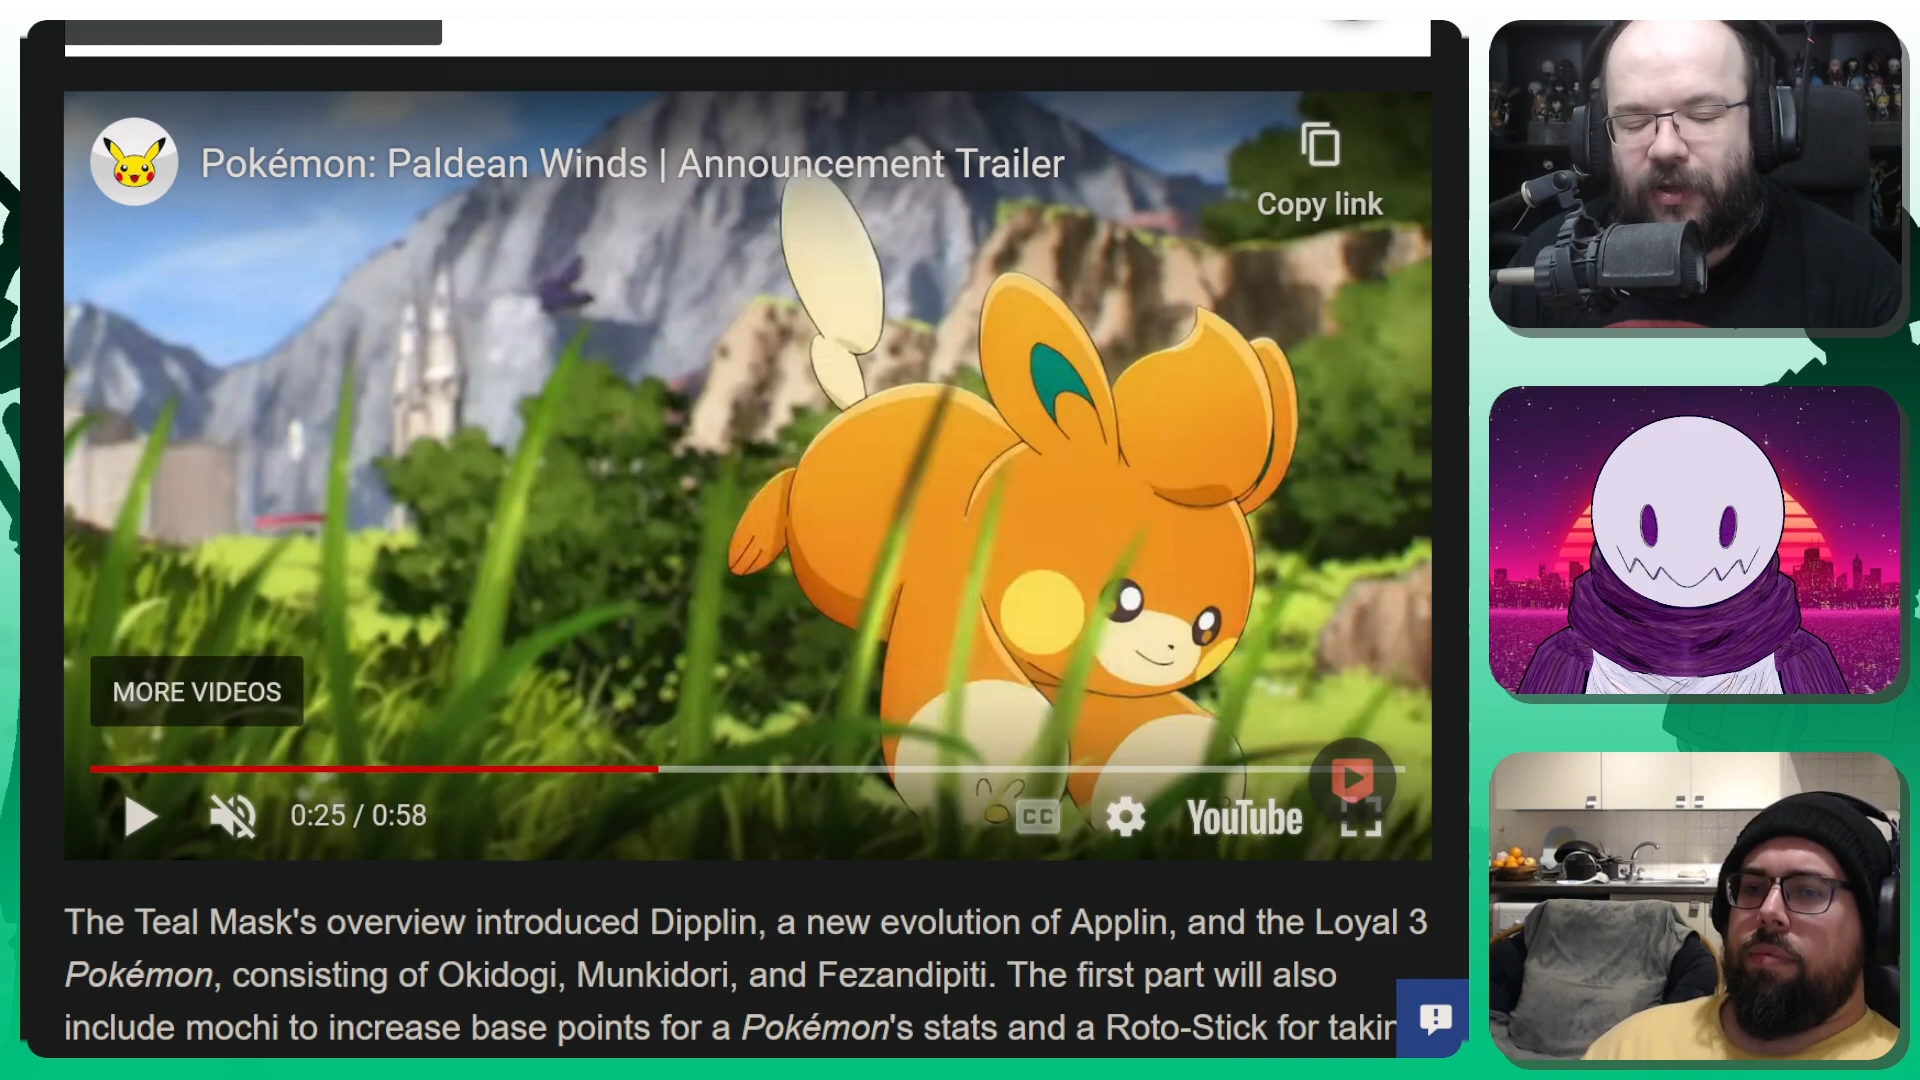 Pokémon: Paldean Winds | Announcement Trailer
Copy link
MORE VIDEOS
0:25 / 0:58
CC
YouTube
The Teal Mask's overview introduced Dipplin, a new evolution of Applin, and the Loyal 3
Pokémon, consisting of Okidogi, Munkidori, and Fezandipiti. The first part will also
include mochi to increase base points for a Pokémon's stats and a Roto-Stick for takin